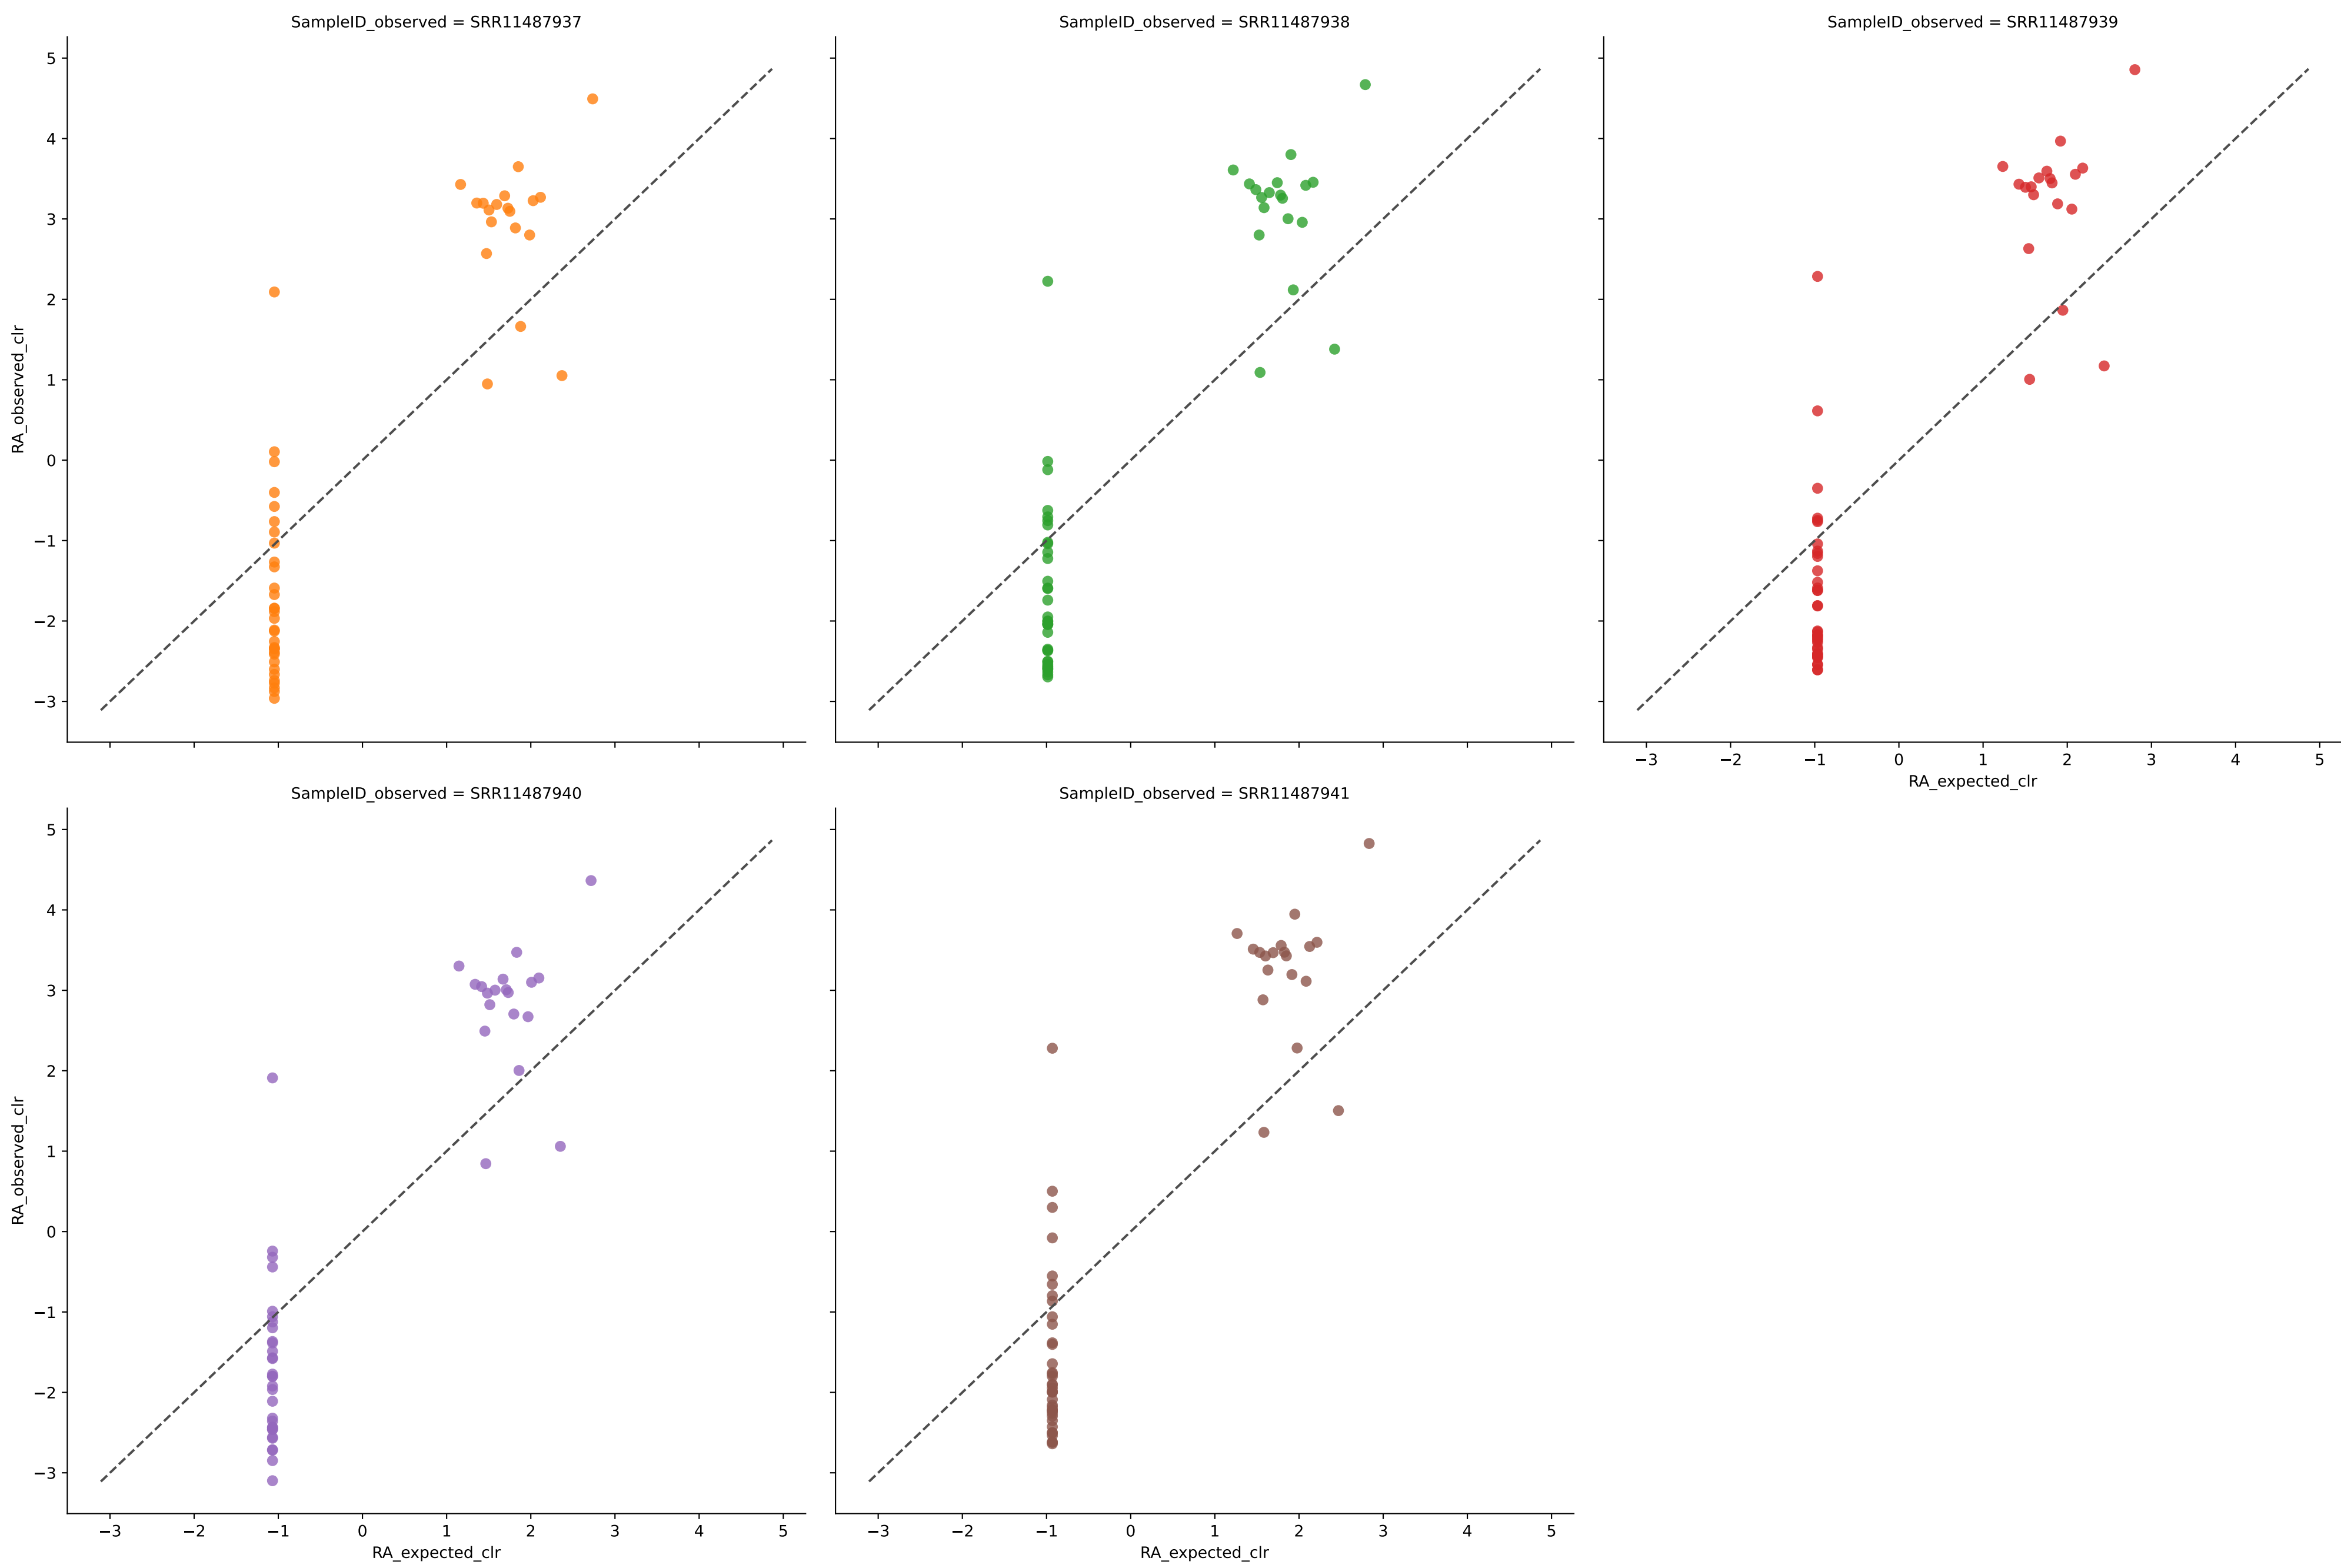 SampleID_observed = SRR11487937
SampleID_observed = SRR11487938
SampleID_observed = SRR11487939
5
4
3
2
1
0
−1
−2
−3
RA_observed_clr
−3 −2 −1 0 1 2 3 4 5
RA_expected_clr
SampleID_observed = SRR11487940
SampleID_observed = SRR11487941
5
4
3
2
1
0
−1
−2
−3
RA_observed_clr
−3 −2 −1 0 1 2 3 4 5
RA_expected_clr
−3 −2 −1 0 1 2 3 4 5
RA_expected_clr